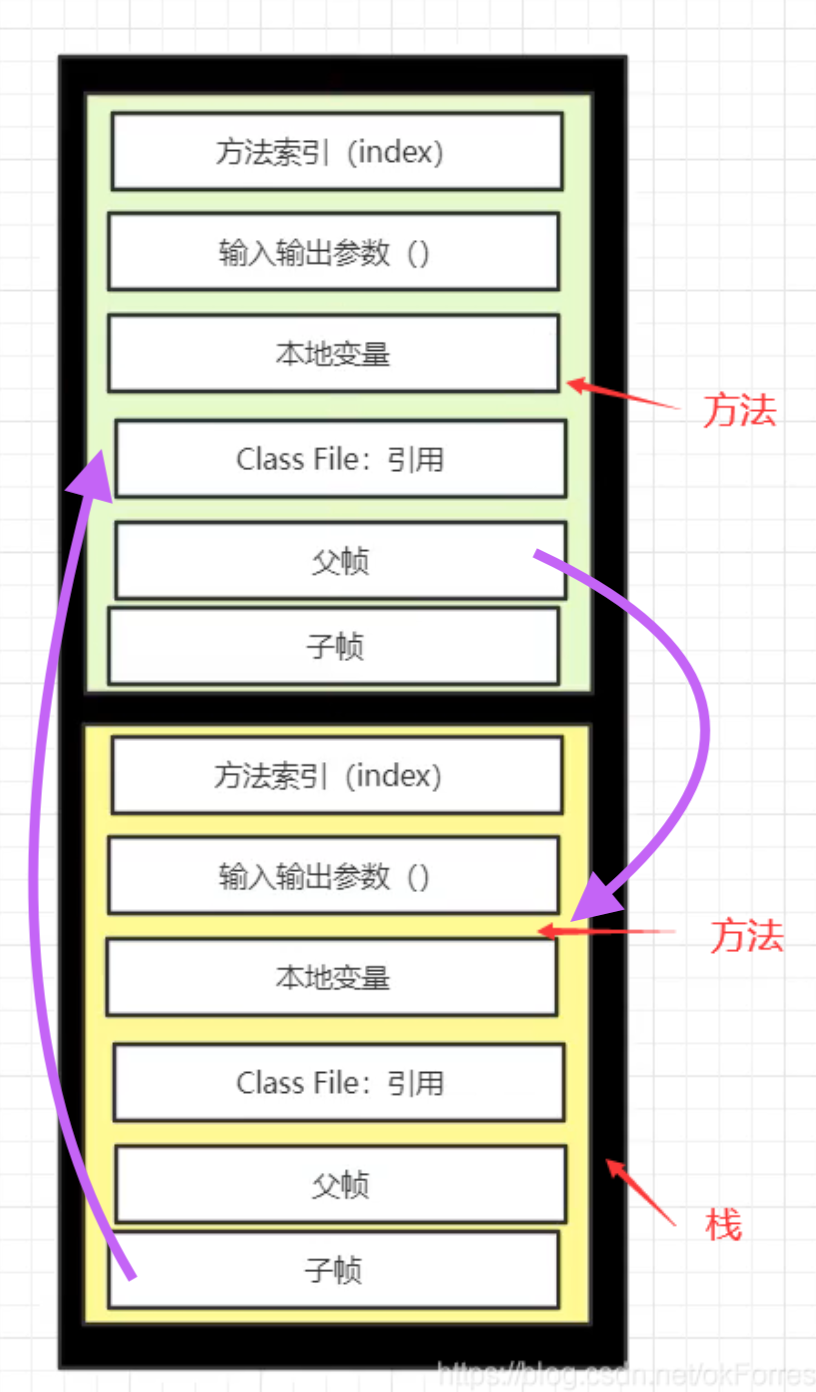 方法索引（index）
输入输出参数（）
本地变量
方法
Class File：引用
父帧
子帧
方法索引（index）
输入输出参数（）
方法
本地变量
Class File：引用
父帧
栈
子帧
https://blog.csdn.net/okForres